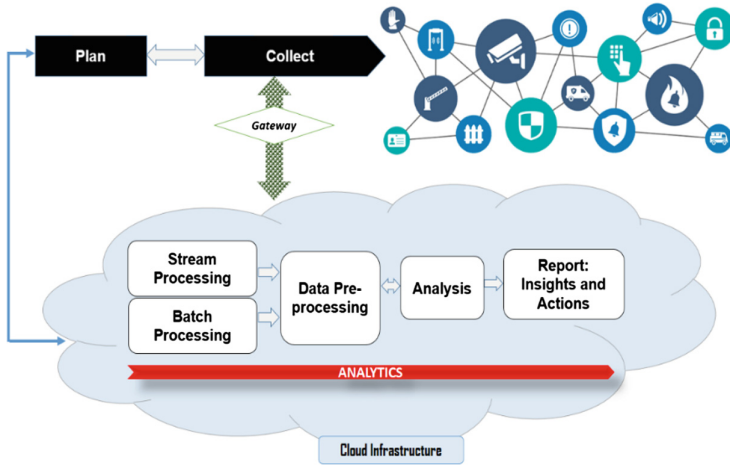 Plan
Collect
Gateway
Stream
Processing
Batch
Processing
Data Pre-
processing
Analysis
Report:
Insights and
Actions
ANALYTICS
Cloud Infrastructure